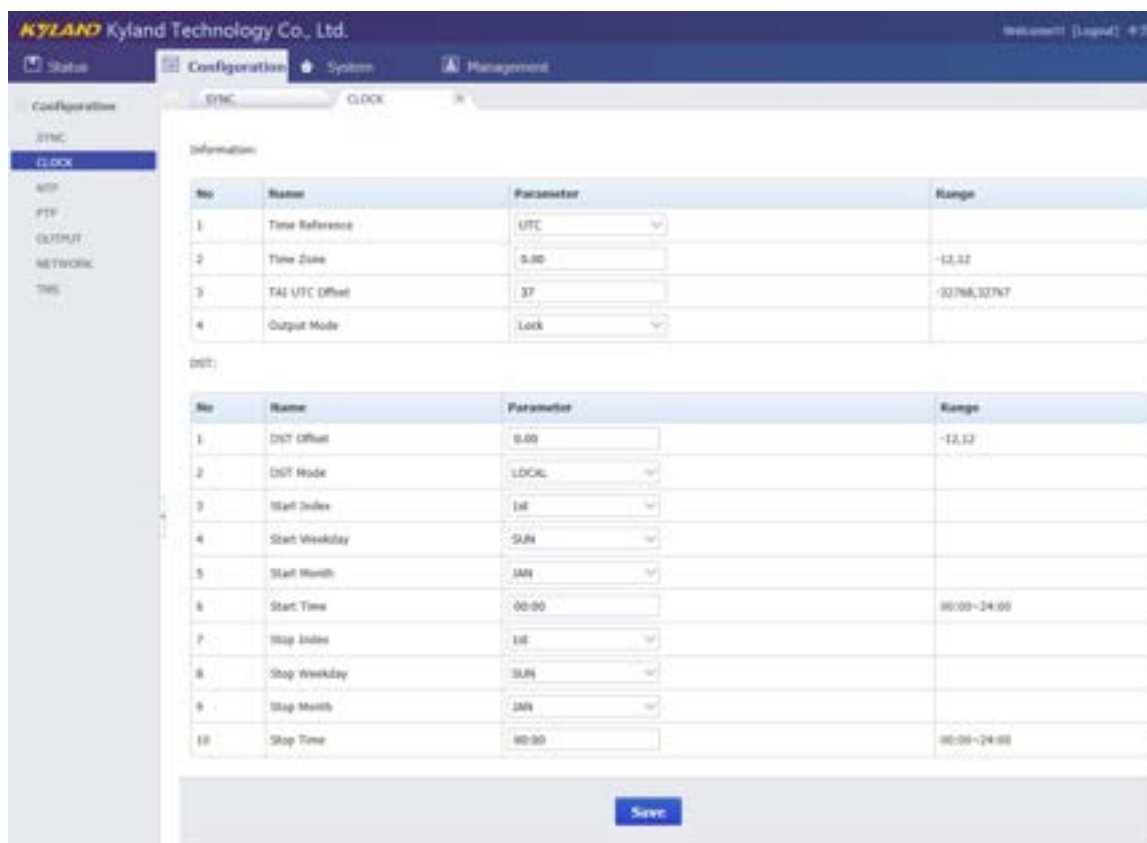 KYLAND Kyland Technology Co., Ltd.
Welcome!!! [Logout] 中文
Status Configuration System Management
Configuration
SYNC
CLOCK
NTP
PTP
OUTPUT
NETWORK
TMS
SYNC CLOCK
Information:
No Name Parameter Range
1 Time Reference UTC
2 Time Zone 0.00 -12,12
3 TAI UTC Offset 37 -32768,32767
4 Output Mode Lock
DST:
No Name Parameter Range
1 DST Offset 0.00 -12,12
2 DST Mode LOCAL
3 Start Index 1st
4 Start Weekday SUN
5 Start Month JAN
6 Start Time 00:00 00:00~24:00
7 Stop Index 1st
8 Stop Weekday SUN
9 Stop Month JAN
10 Stop Time 00:00 00:00~24:00
Save